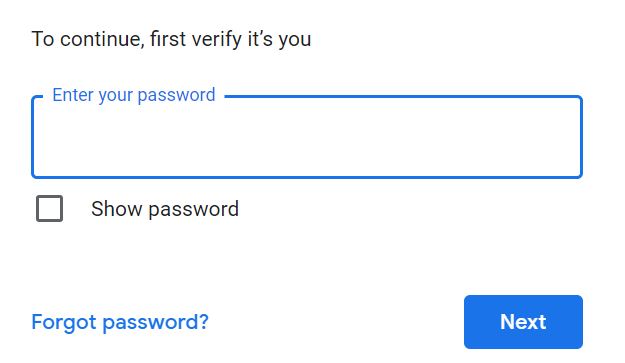 To continue, first verify it’s you
Enter your password
Show password
Forgot password?
Next